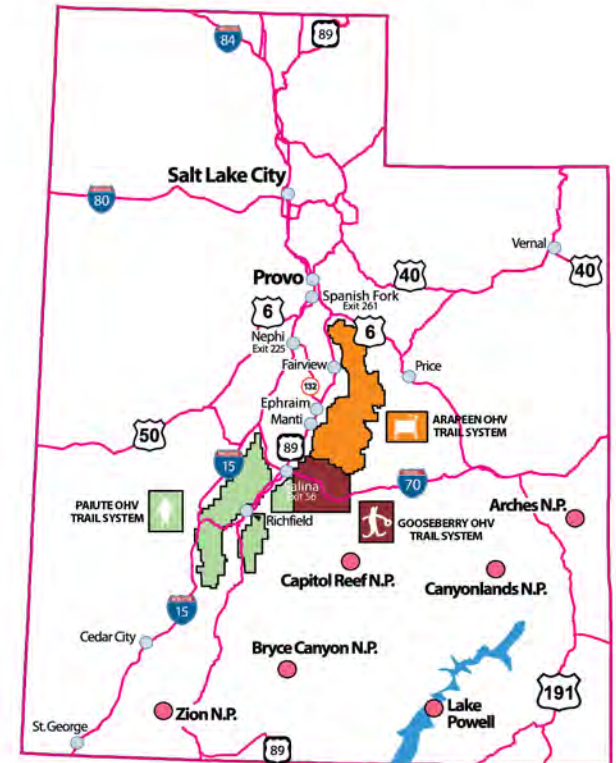 89
84
Salt Lake City
80
Vernal
40
40
Provo
Spanish Fork
Exit 261
6
6
Nephi
Exit 225
Fairview
Price
132
Ephraim
Manti
ARAPEEN OHV
TRAIL SYSTEM
50
89
15
Salina
Exit 56
70
PAIUTE OHV
TRAIL SYSTEM
Richfield
GOOSEBERRY OHV
TRAIL SYSTEM
Arches N.P.
Capitol Reef N.P.
Canyonlands N.P.
15
Cedar City
Bryce Canyon N.P.
191
Zion N.P.
Lake
Powell
St. George
89